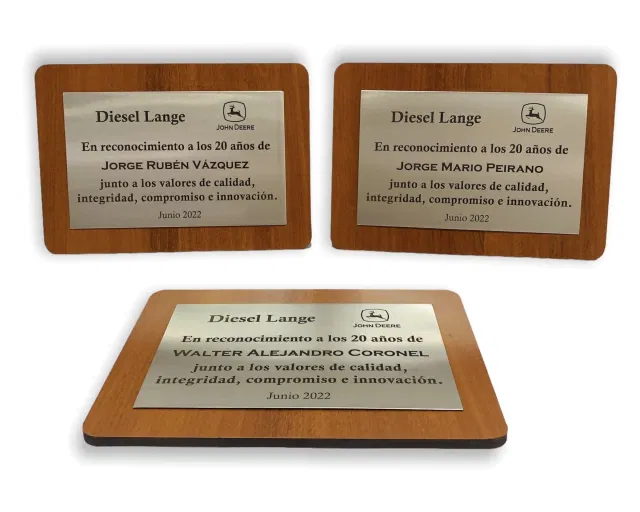 Diesel Lange
JOHN DEERE
En reconocimiento a los 20 años de
JORGE RUBÉN VÁZQUEZ
junto a los valores de calidad,
integridad, compromiso e innovación.
Junio 2022
Diesel Lange
JOHN DEERE
En reconocimiento a los 20 años de
JORGE MARIO PEIRANO
junto a los valores de calidad,
integridad, compromiso e innovación.
Junio 2022
Diesel Lange
JOHN DEERE
En reconocimiento a los 20 años de
WALTER ALEJANDRO CORONEL
junto a los valores de calidad,
integridad, compromiso e innovación.
Junio 2022